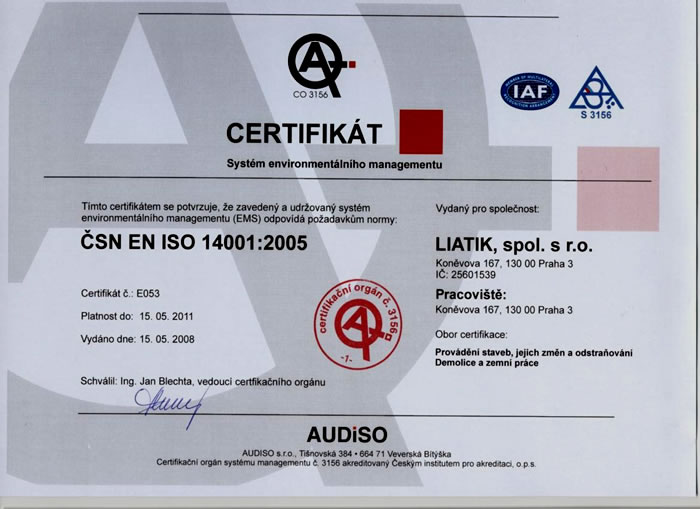 CO 3156
MEMBER OF MULTILATERAL
IAF
RECOGNITION ARRANGEMENT
S 3156
CERTIFIKÁT
Systém environmentálního managementu
Tímto certifikátem se potvrzuje, že zavedený a udržovaný systém
environmentálního managementu (EMS) odpovídá požadavkům normy:
ČSN EN ISO 14001:2005
Certifikát č.: E053
Platnost do: 15. 05. 2011
Vydáno dne: 15. 05. 2008
Vydaný pro společnost:
LIATIK, spol. s r.o.
Koněvova 167, 130 00 Praha 3
IČ: 25601539
Pracoviště:
Koněvova 167, 130 00 Praha 3
Obor certifikace:
Provádění staveb, jejich změn a odstraňování
Demolice a zemní práce
certifikační orgán č. 3156
-1-
Schválil: Ing. Jan Blechta, vedoucí certifikačního orgánu
AUDiSO
AUDISO s.r.o., Tišnovská 384 • 664 71 Veverská Bítýška
Certifikační orgán systému managementu č. 3156 akreditovaný Českým institutem pro akreditaci, o.p.s.